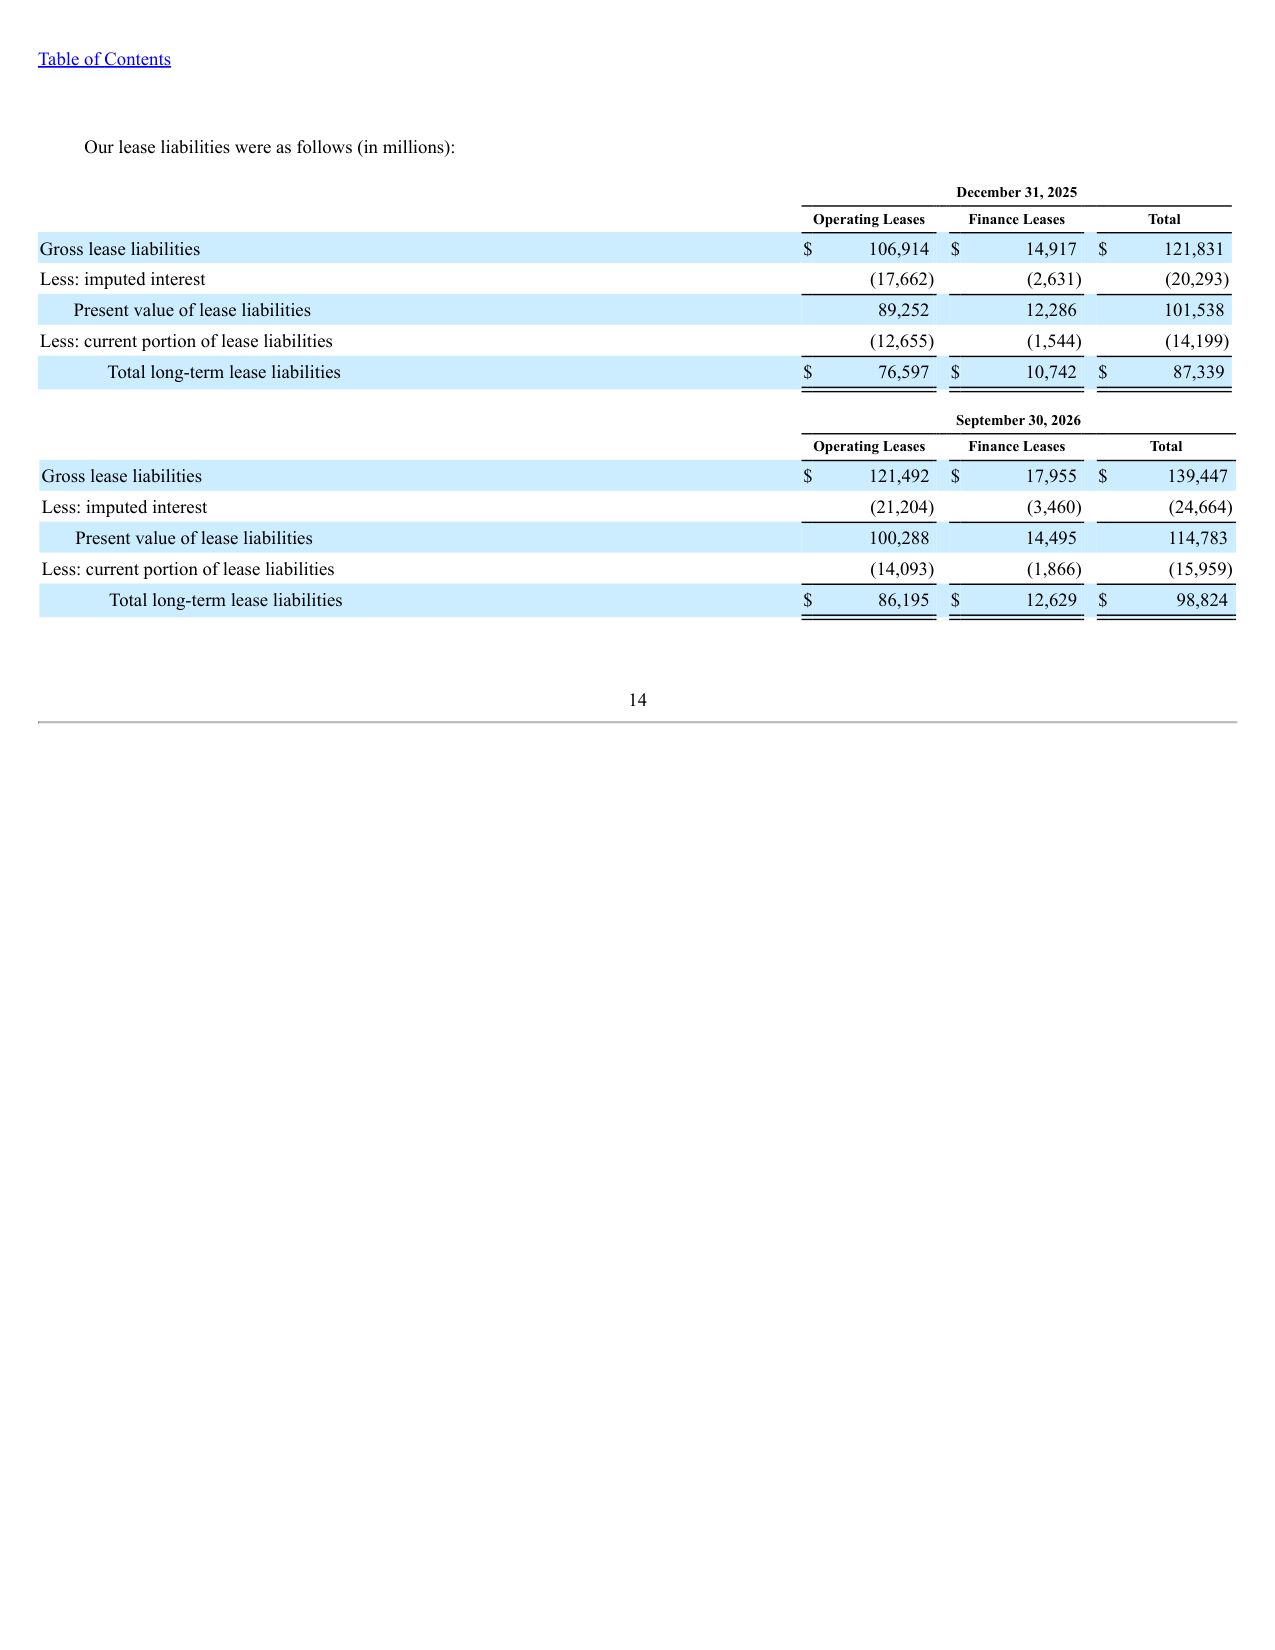 Table of Contents
Our lease liabilities were as follows (in millions):
December 31, 2025
Operating Leases Finance Leases Total
Gross lease liabilities $ 106,914 $ 14,917 $ 121,831
Less: imputed interest (17,662) (2,631) (20,293)
Present value of lease liabilities 89,252 12,286 101,538
Less: current portion of lease liabilities (12,655) (1,544) (14,199)
Total long-term lease liabilities $ 76,597 $ 10,742 $ 87,339
September 30, 2026
Operating Leases Finance Leases Total
Gross lease liabilities $ 121,492 $ 17,955 $ 139,447
Less: imputed interest (21,204) (3,460) (24,664)
Present value of lease liabilities 100,288 14,495 114,783
Less: current portion of lease liabilities (14,093) (1,866) (15,959)
Total long-term lease liabilities $ 86,195 $ 12,629 $ 98,824
14